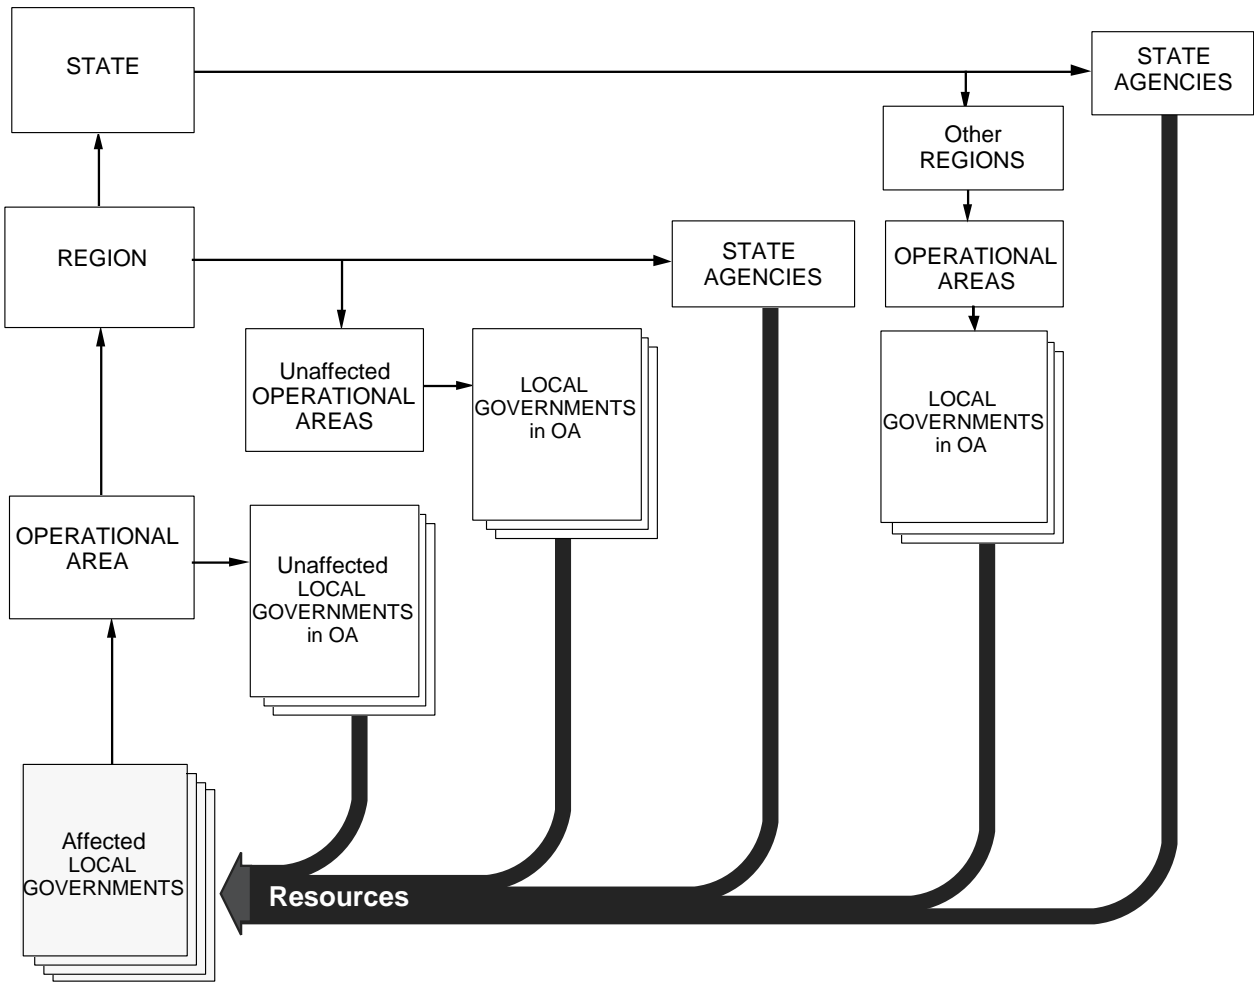 STATE
STATE
AGENCIES
Other
REGIONS
REGION
STATE
AGENCIES
OPERATIONAL
AREAS
Unaffected
OPERATIONAL
AREAS
LOCAL
GOVERNMENTS
in OA
LOCAL
GOVERNMENTS
in OA
OPERATIONAL
AREA
Unaffected
LOCAL
GOVERNMENTS
in OA
Affected
LOCAL
GOVERNMENTS
Resources